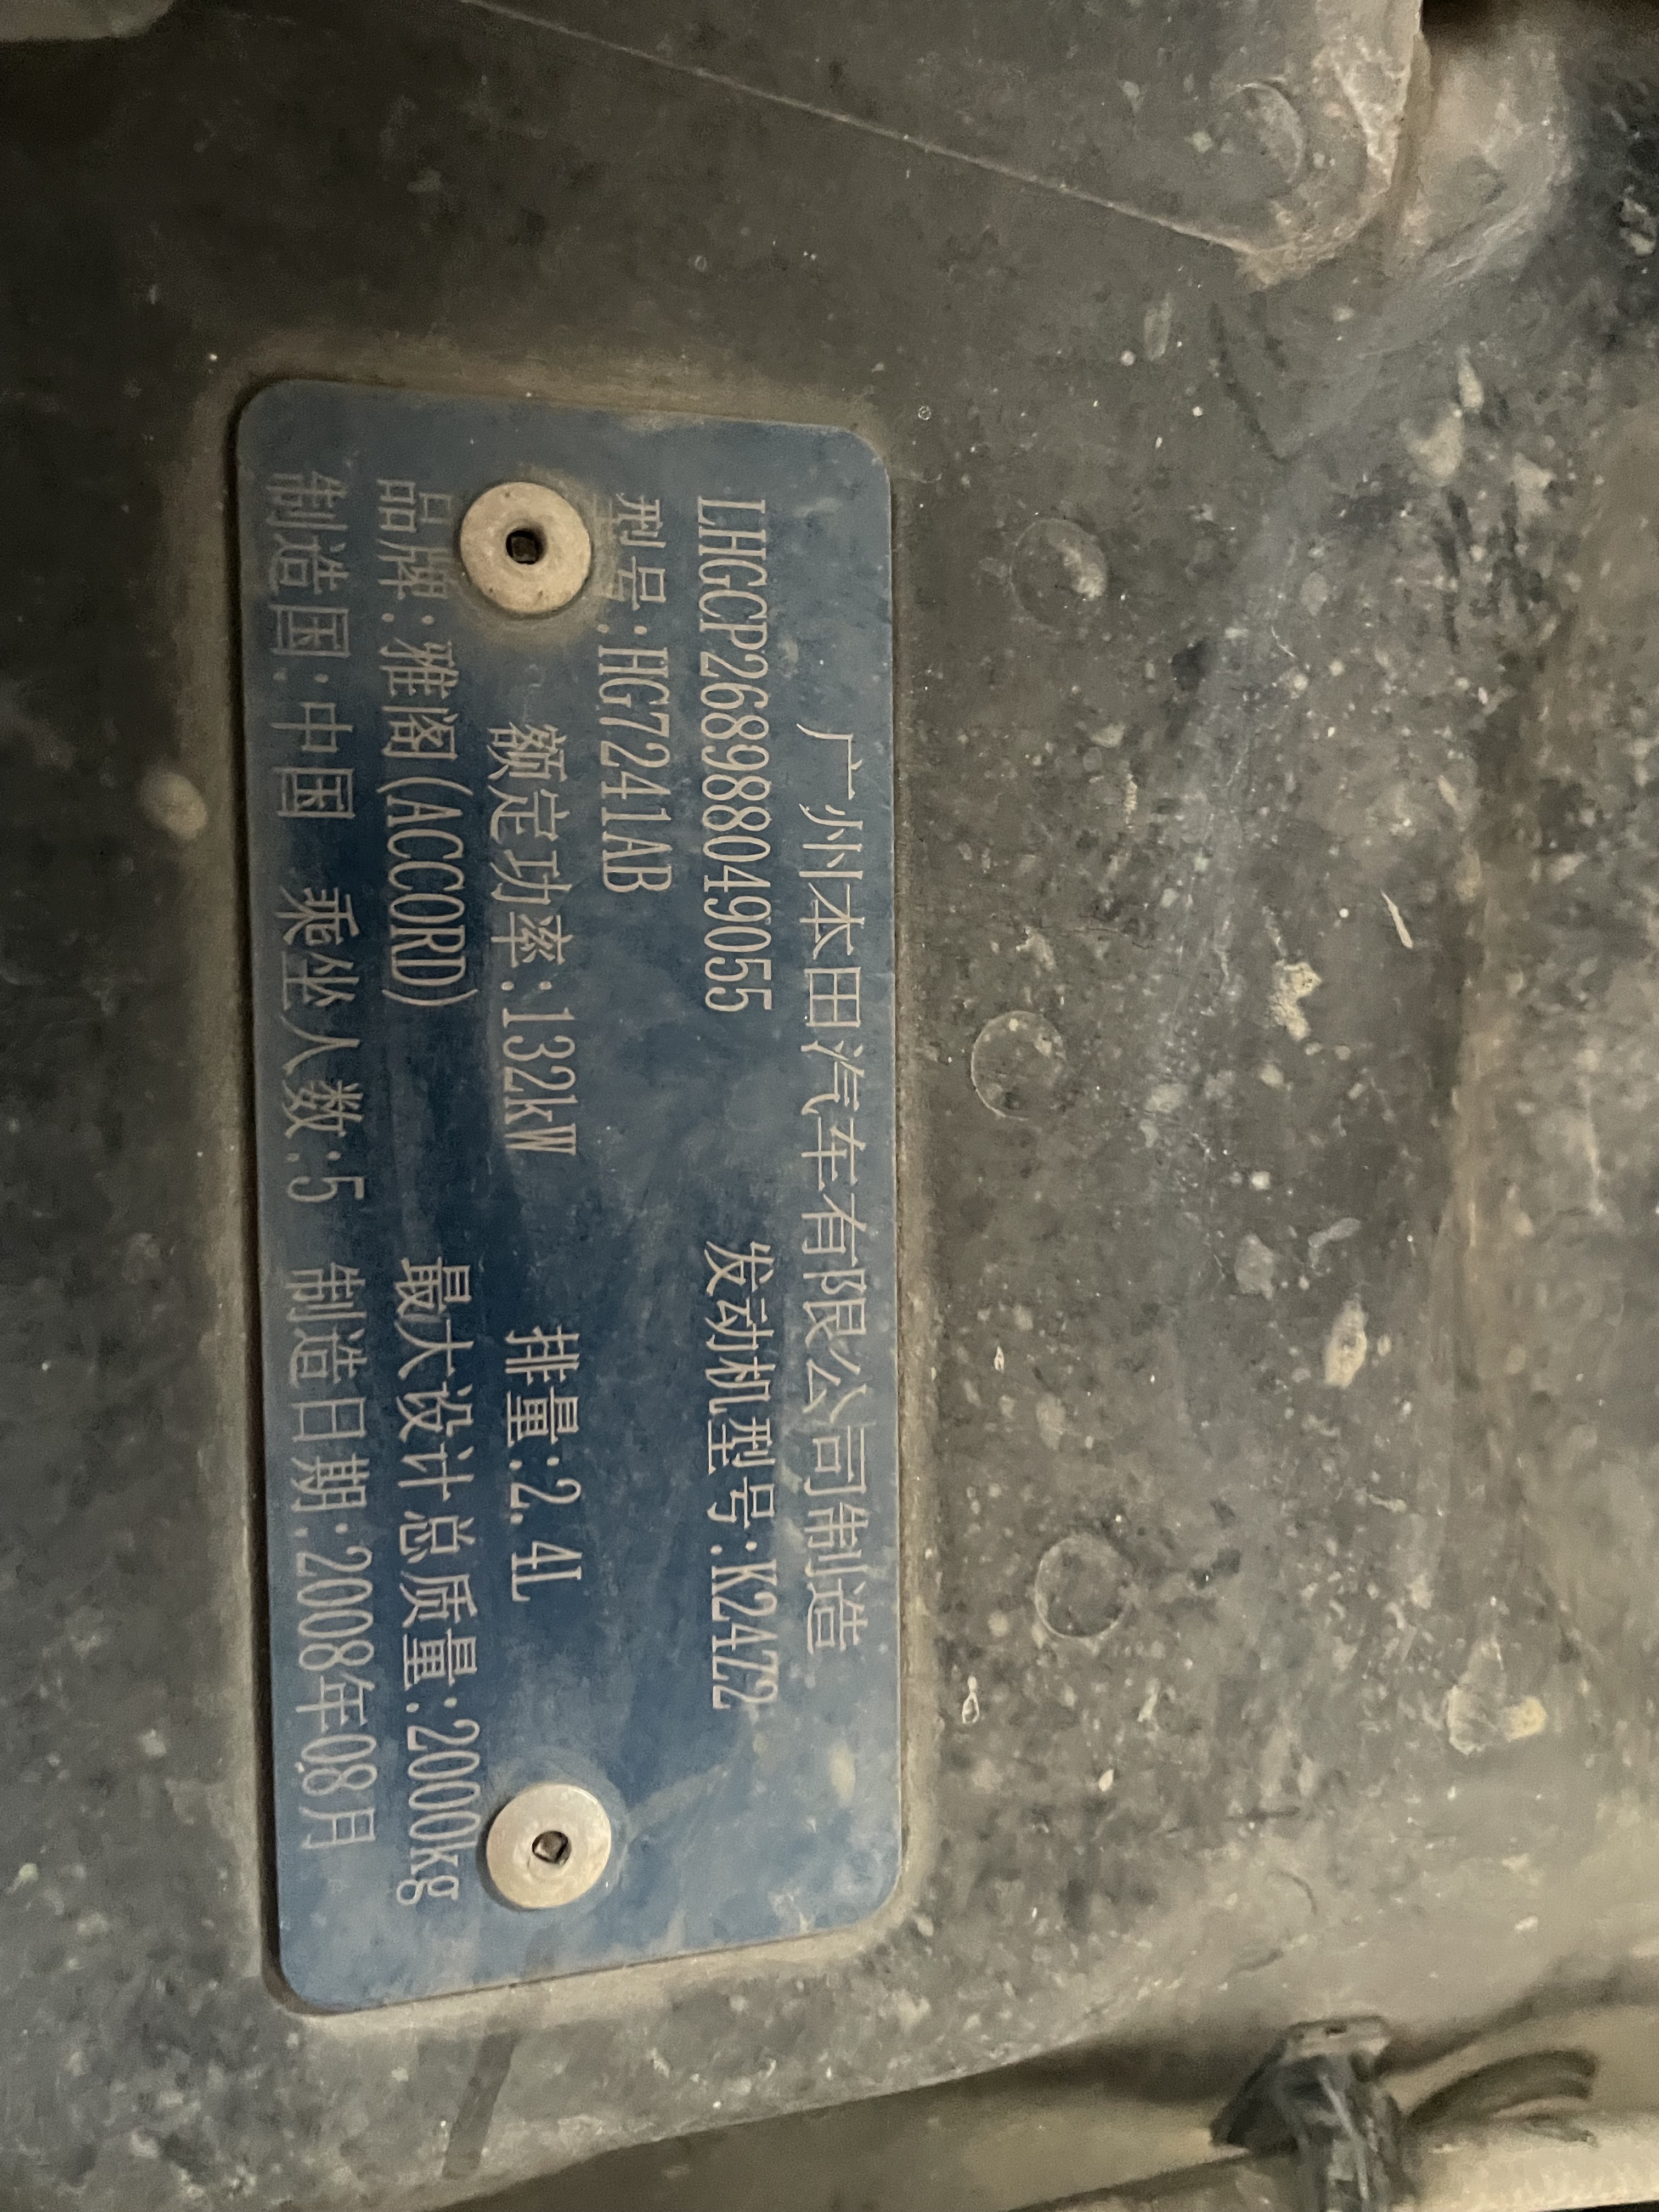 广州本田汽车有限公司制造
LHGCP268988049055 发动机型号:K24Z2
型号:HG7241AB
额定功率:132kW 排量:2.4L
品牌:雅阁(ACCORD) 最大设计总质量:2000kg
制造国:中国 乘坐人数:5 制造日期:2008年08月